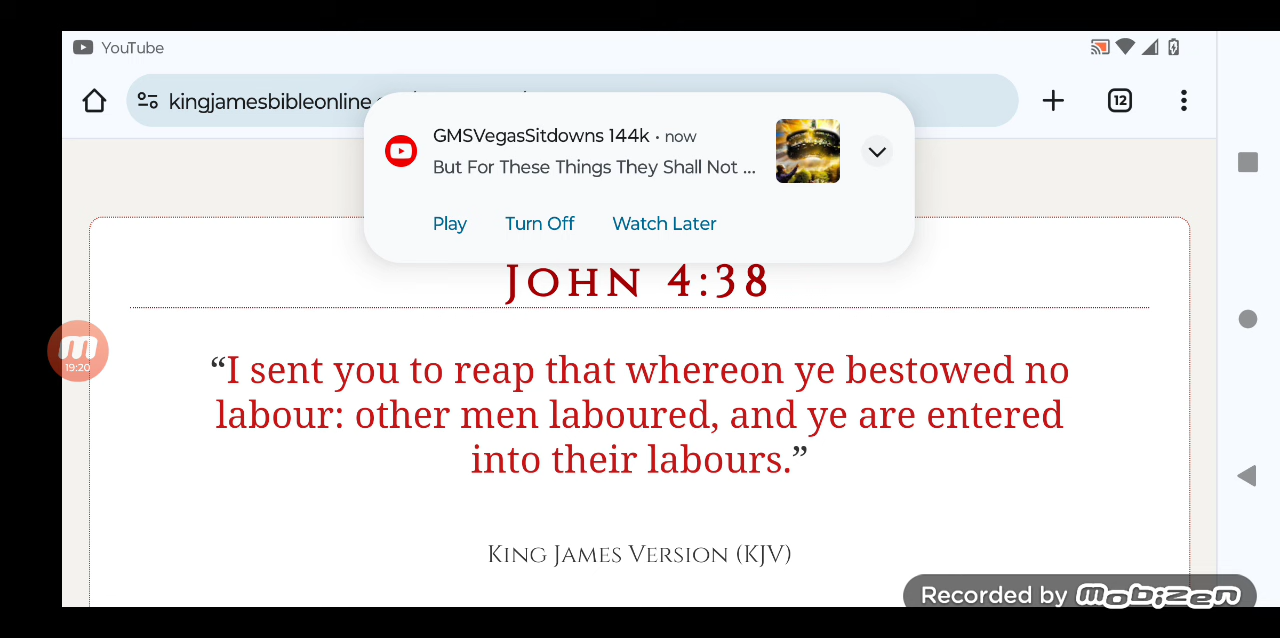 YouTube
kingjamesbibleonline.
12
GMSVegasSitdowns 144k · now
But For These Things They Shall Not ...
Play Turn Off Watch Later
John 4:38
“I sent you to reap that whereon ye bestowed no
labour: other men laboured, and ye are entered
into their labours.”
19:20
King James Version (KJV)
Recorded by mobizen